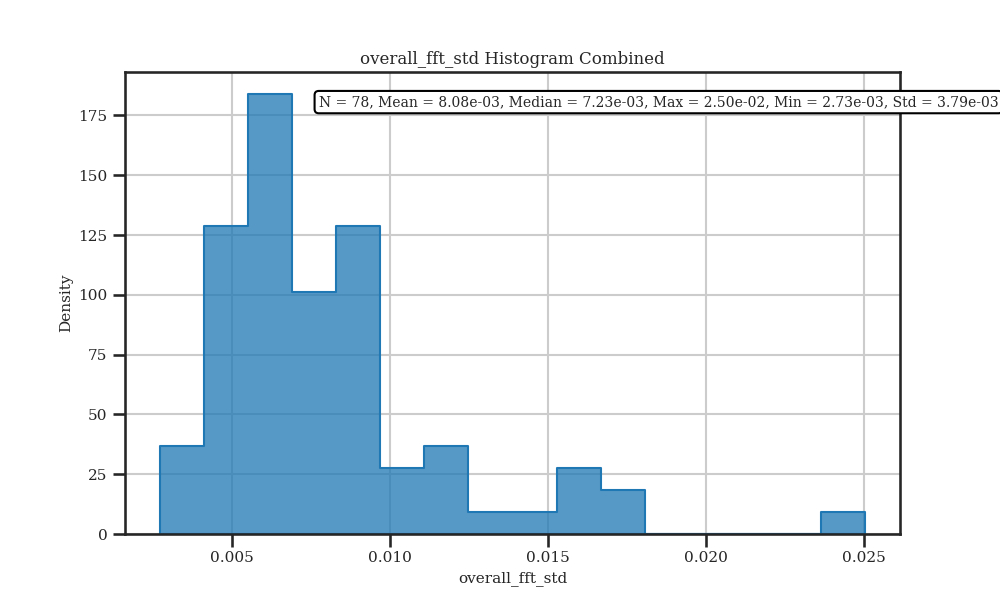 overall_fft_std Histogram Combined
N = 78, Mean = 8.08e-03, Median = 7.23e-03, Max = 2.50e-02, Min = 2.73e-03, Std = 3.79e-03
175
150
125
100
75
50
25
0
Density
0.005 0.010 0.015 0.020 0.025
overall_fft_std